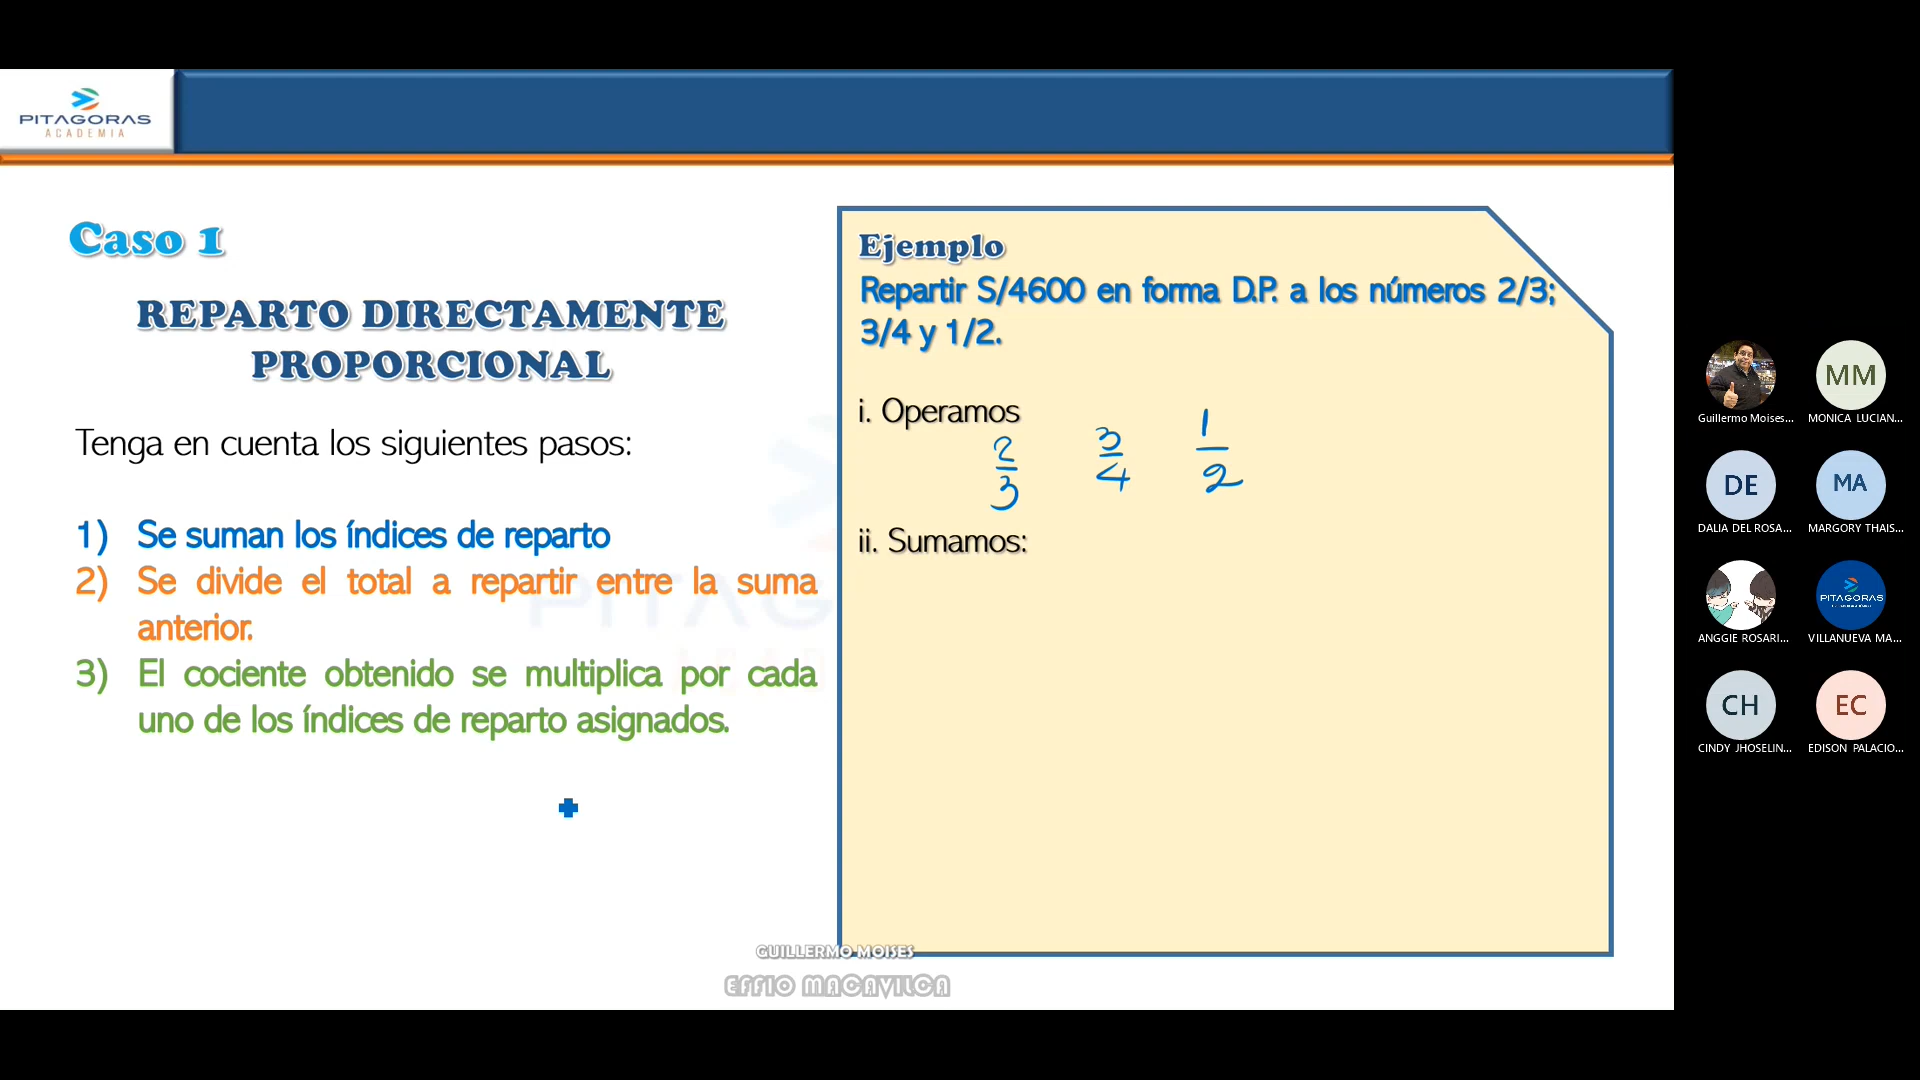 PITAGORAS
ACADEMIA
Caso 1
REPARTO DIRECTAMENTE
PROPORCIONAL
Tenga en cuenta los siguientes pasos:
1) Se suman los índices de reparto
2) Se divide el total a repartir entre la suma
anterior.
3) El cociente obtenido se multiplica por cada
uno de los índices de reparto asignados.
Ejemplo
Repartir S/4600 en forma D.P. a los números 2/3;
3/4 y 1/2.
i. Operamos
2/3 3/4 1/2
ii. Sumamos:
PITAG
GUILLERMO MOISES
EFFIO MACAVILCA
Guillermo Moises...
MM
MONICA LUCIAN...
DE
DALIA DEL ROSA...
MA
MARGORY THAIS...
ANGGIE ROSARI...
PITAGORAS
VILLANUEVA MA...
CH
CINDY JHOSELIN...
EC
EDISON PALACIO...